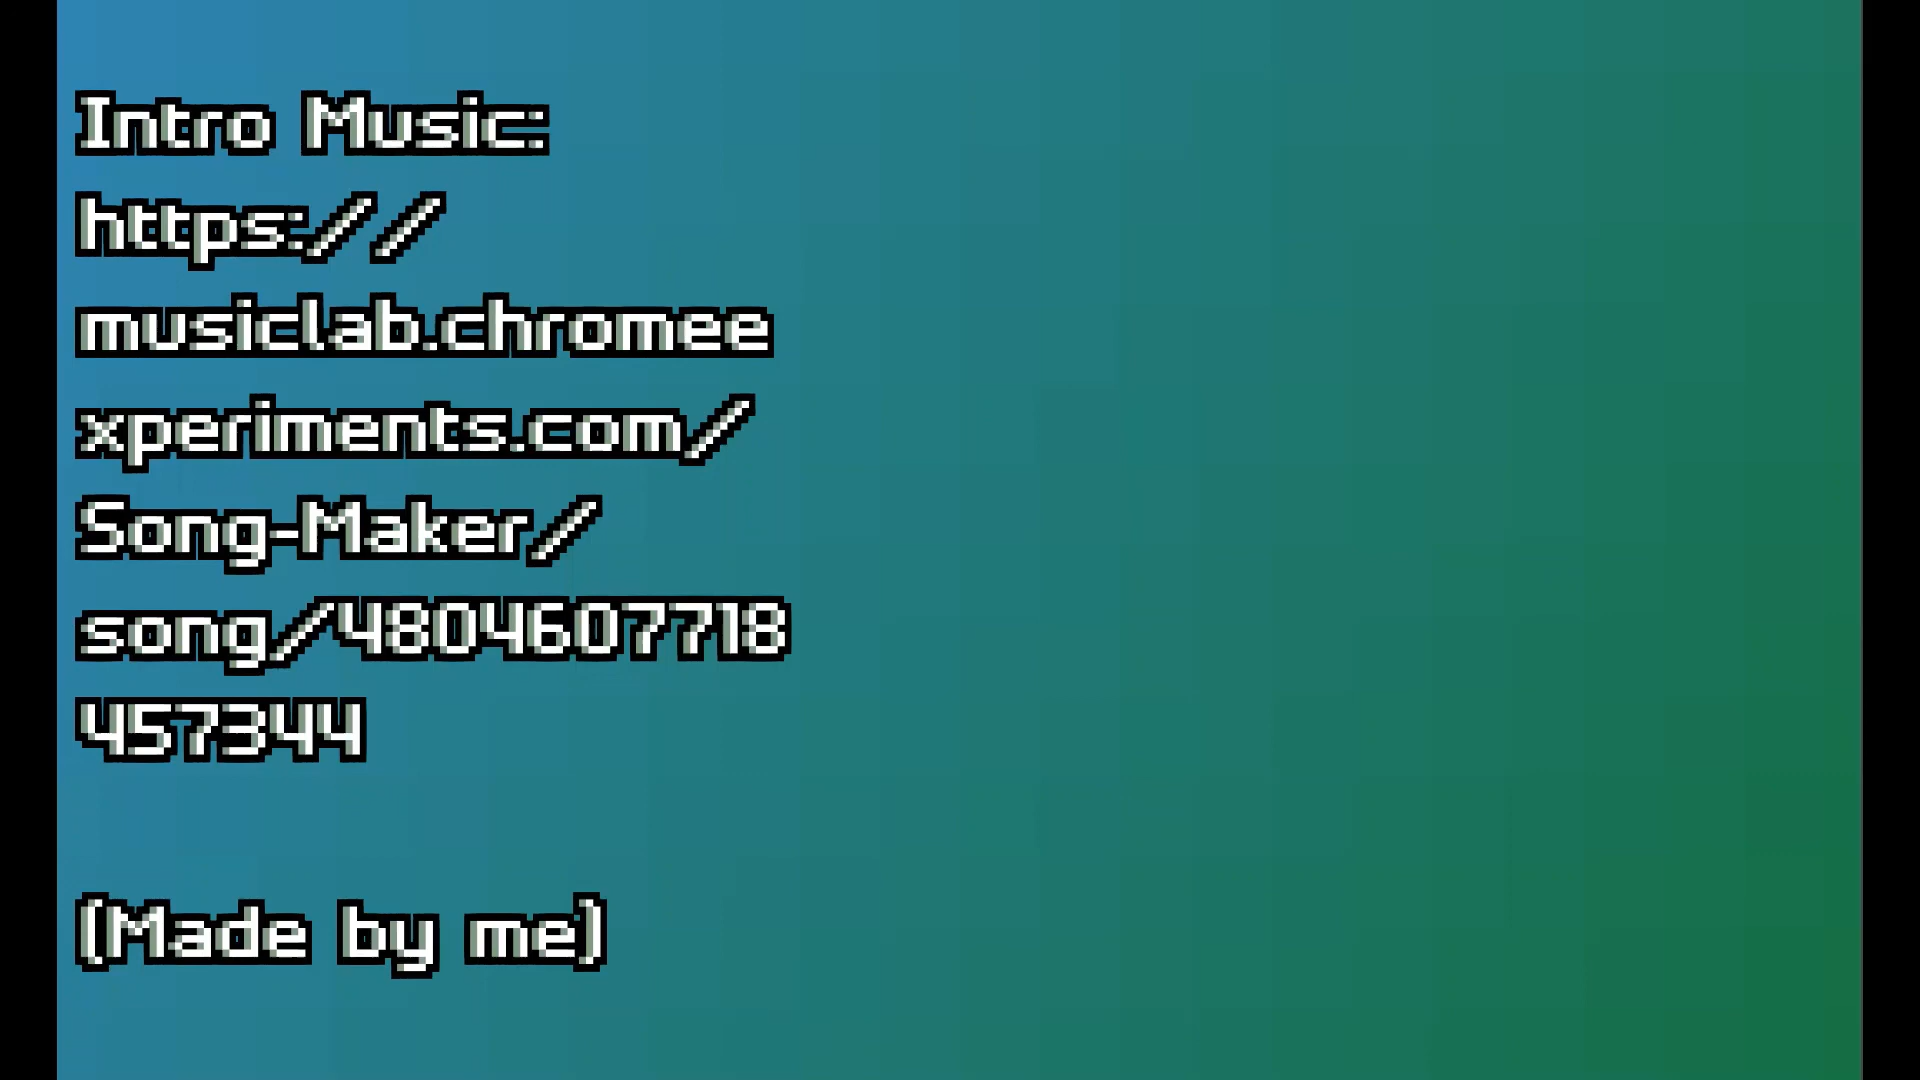 Intro Music:
https://
musiclab.chromee
xperiments.com/
Song-Maker/
song/4804607718
457344
(Made by me)